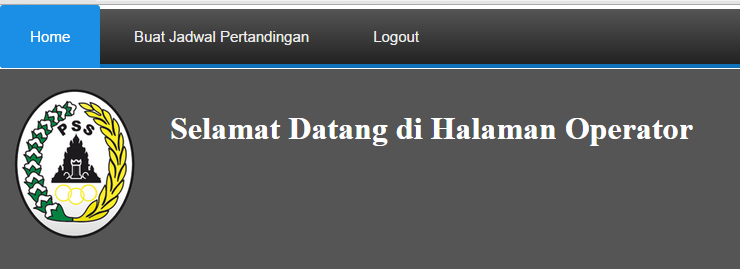 Home
Buat Jadwal Pertandingan
Logout
PSS
Selamat Datang di Halaman Operator